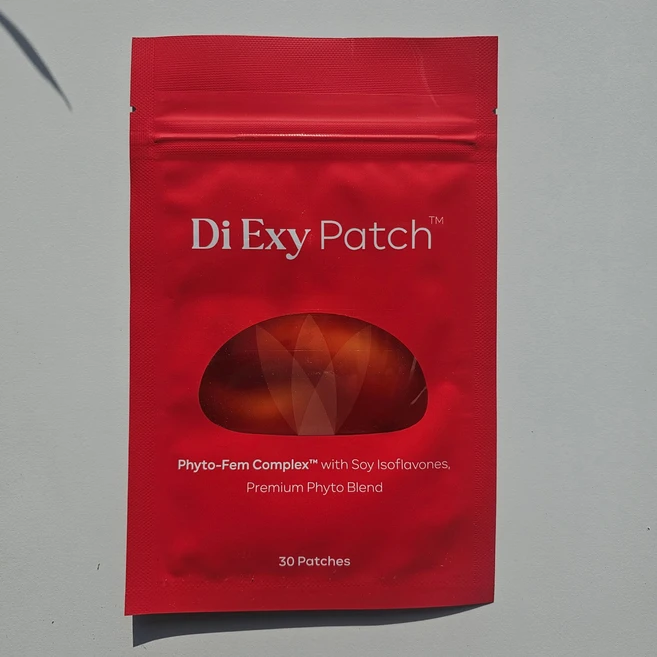 Di Exy Patch™
Phyto-Fem Complex™ with Soy Isoflavones,
Premium Phyto Blend
30 Patches